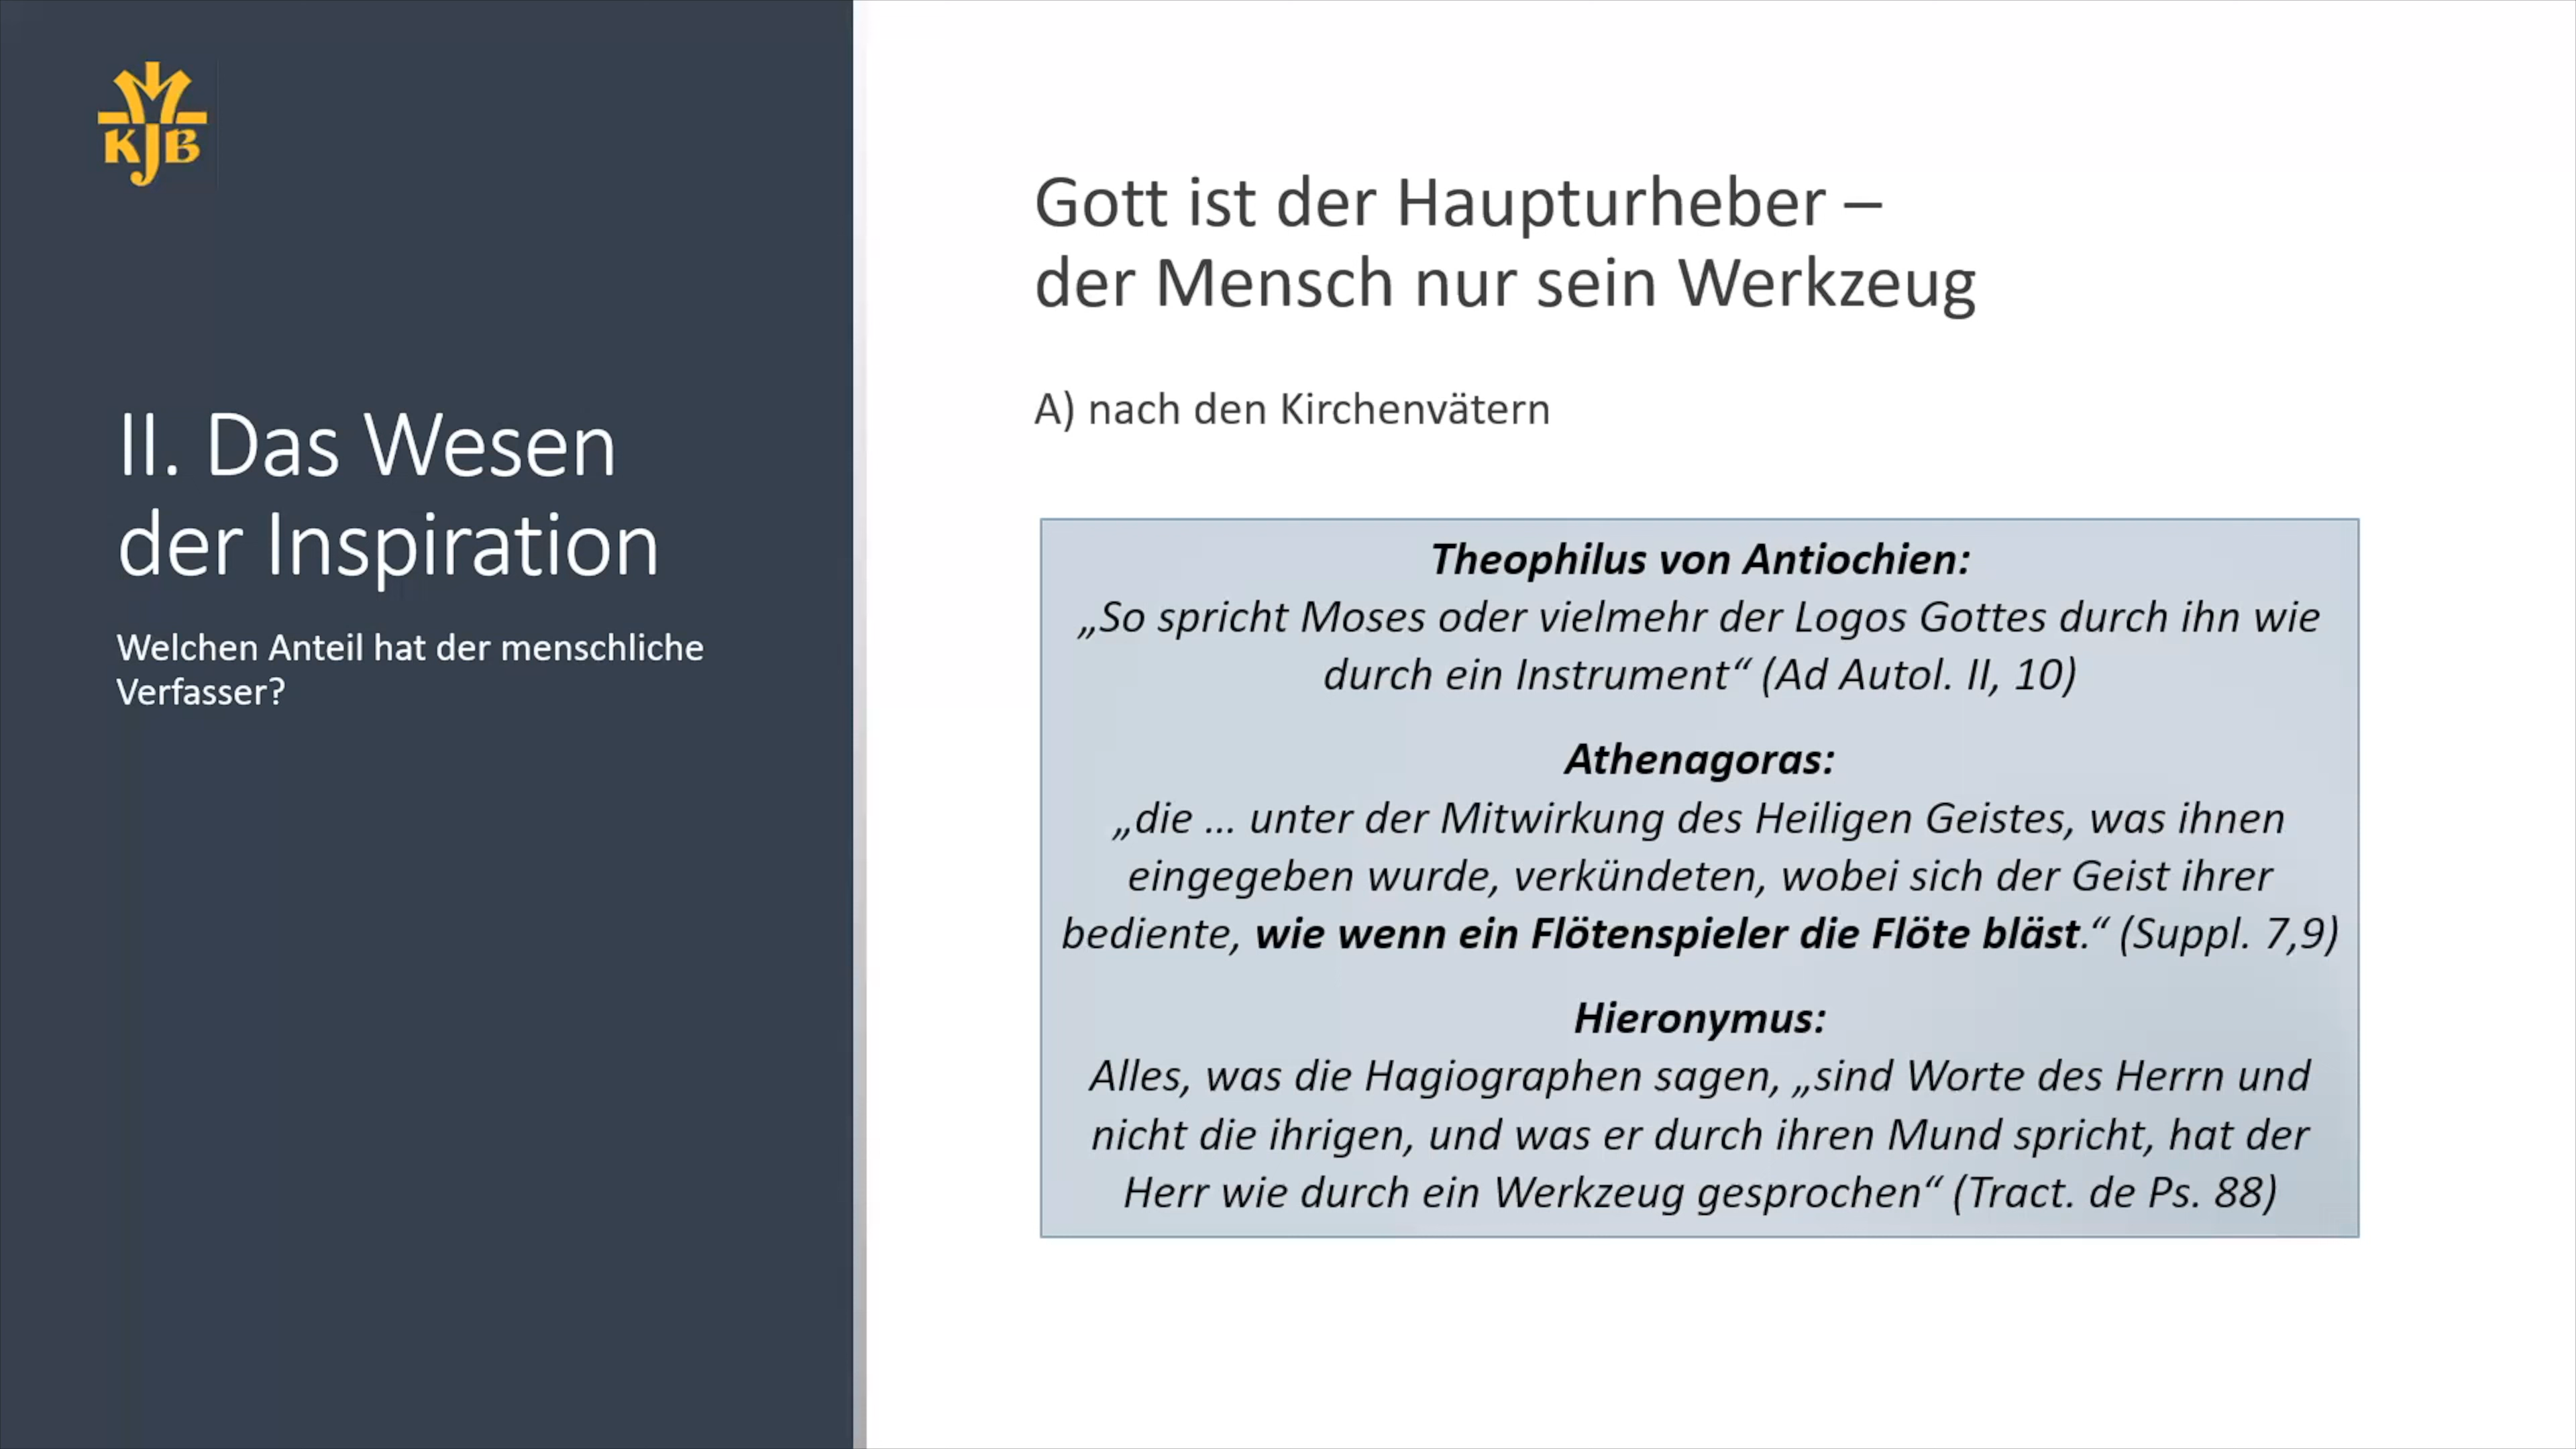 KJB
II. Das Wesen
der Inspiration
Welchen Anteil hat der menschliche
Verfasser?
Gott ist der Haupturheber –
der Mensch nur sein Werkzeug
A) nach den Kirchenvätern
Theophilus von Antiochien:
„So spricht Moses oder vielmehr der Logos Gottes durch ihn wie
durch ein Instrument“ (Ad Autol. II, 10)
Athenagoras:
„die ... unter der Mitwirkung des Heiligen Geistes, was ihnen
eingegeben wurde, verkündeten, wobei sich der Geist ihrer
bediente, wie wenn ein Flötenspieler die Flöte bläst.“ (Suppl. 7,9)
Hieronymus:
Alles, was die Hagiographen sagen, „sind Worte des Herrn und
nicht die ihrigen, und was er durch ihren Mund spricht, hat der
Herr wie durch ein Werkzeug gesprochen“ (Tract. de Ps. 88)